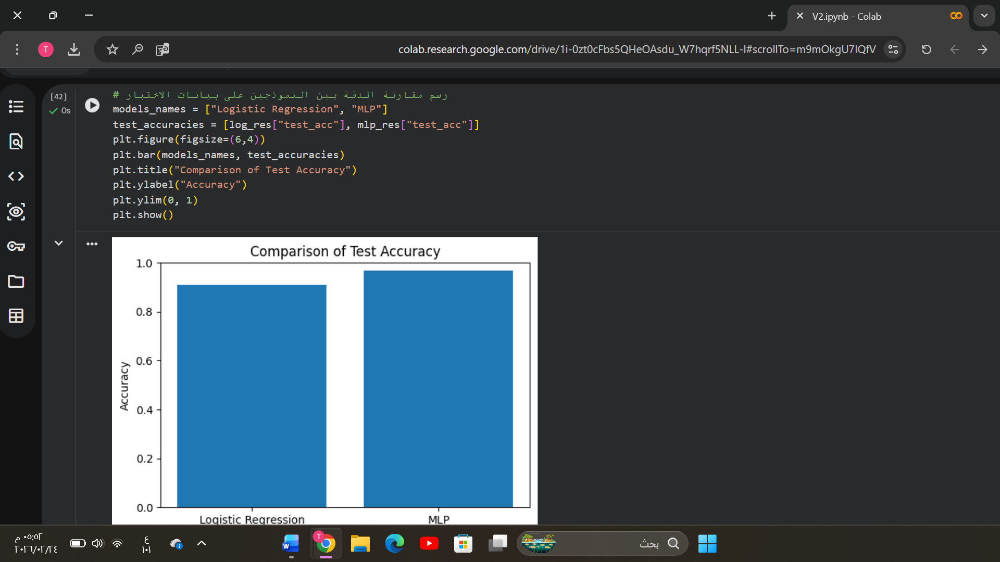 V2.ipynb - Colab
colab.research.google.com/drive/1i-0zt0cFbs5QHeOAsdu_W7hqrf5NLL-l#scrollTo=m9mOkgU7IQfV
T
[42]
0s
# رسم مقارنة الدقة بين النموذجين على بيانات الاختبار
models_names = ["Logistic Regression", "MLP"]
test_accuracies = [log_res["test_acc"], mlp_res["test_acc"]]
plt.figure(figsize=(6,4))
plt.bar(models_names, test_accuracies)
plt.title("Comparison of Test Accuracy")
plt.ylabel("Accuracy")
plt.ylim(0, 1)
plt.show()
Comparison of Test Accuracy
1.0
0.8
0.6
0.4
0.2
0.0
Accuracy
Logistic Regression
MLP
٠٥:٥٢ م
٢٠٢٦/٠٢/٢٤
ع
١٠١
W
T
بحث